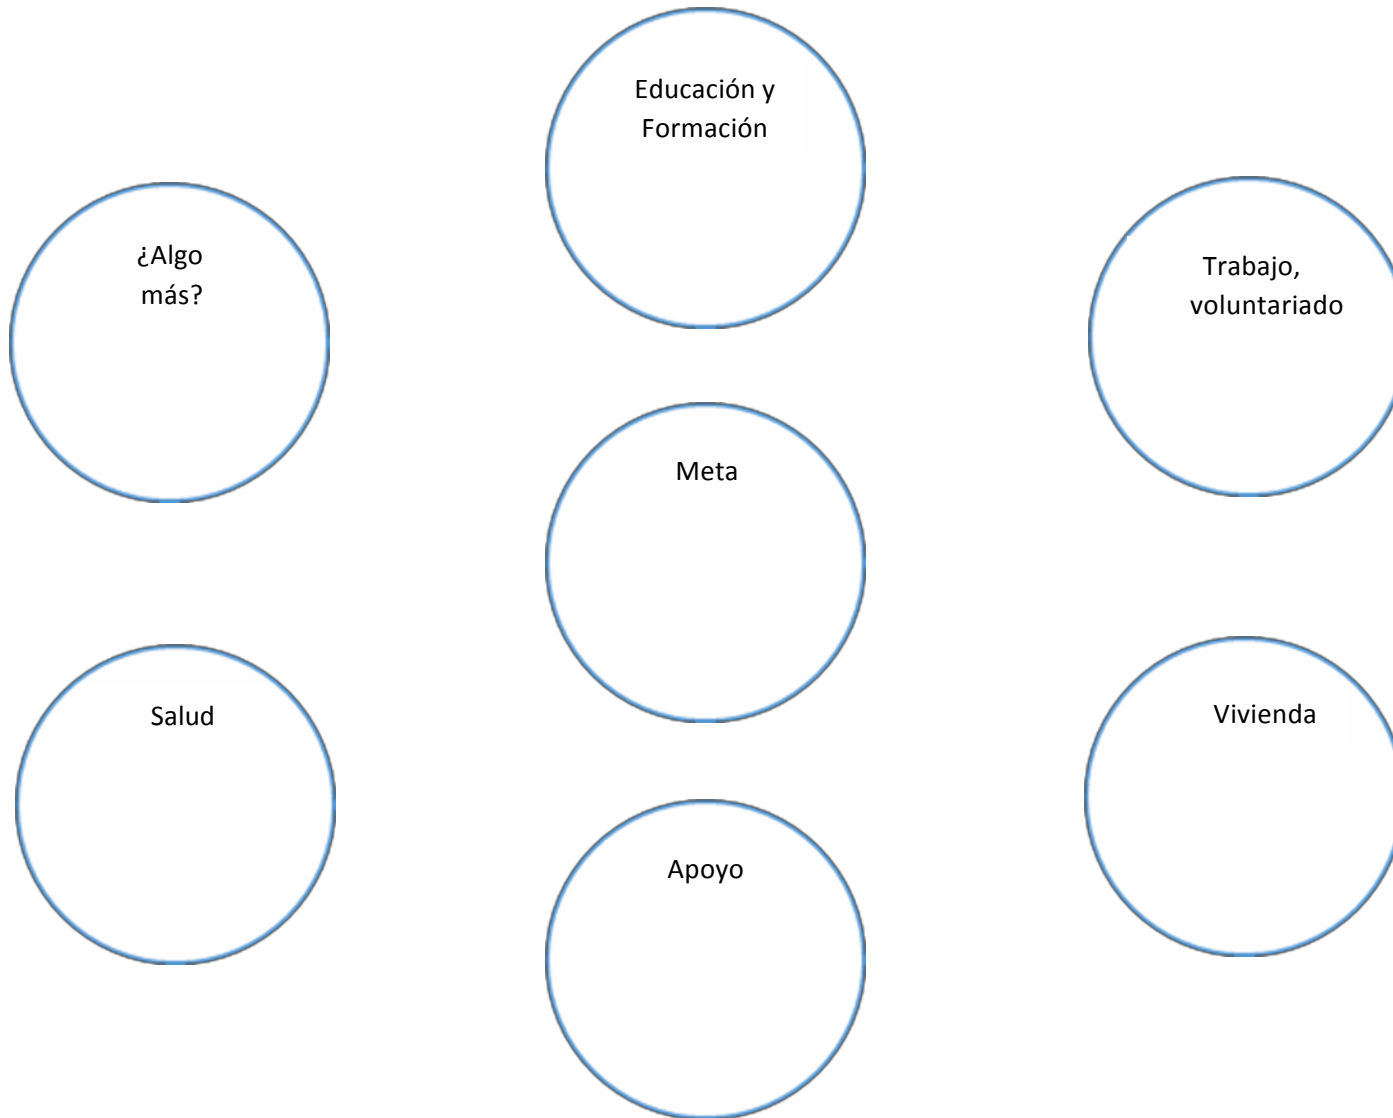 Educación y
Formación
¿Algo
más?
Trabajo,
voluntariado
Meta
Salud
Vivienda
Apoyo